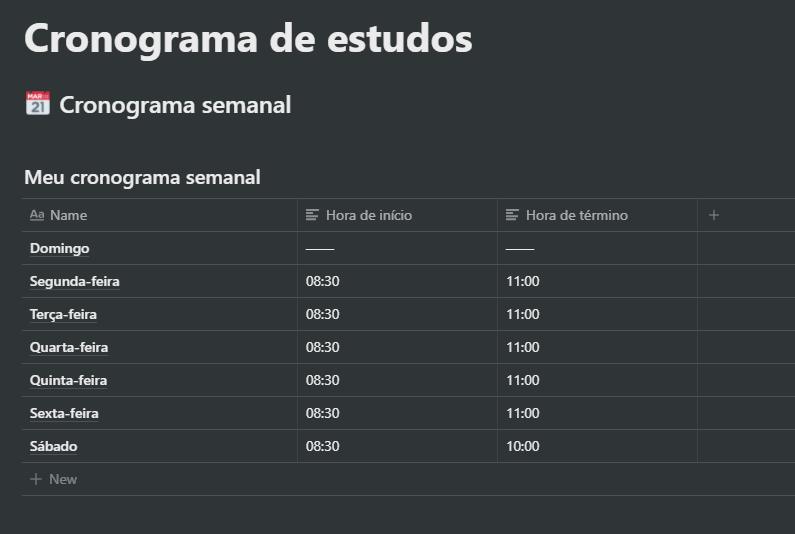 Cronograma de estudos
MAR 21 Cronograma semanal
Meu cronograma semanal
Aa Name Hora de início Hora de término +
Domingo —— ——
Segunda-feira 08:30 11:00
Terça-feira 08:30 11:00
Quarta-feira 08:30 11:00
Quinta-feira 08:30 11:00
Sexta-feira 08:30 11:00
Sábado 08:30 10:00
+ New